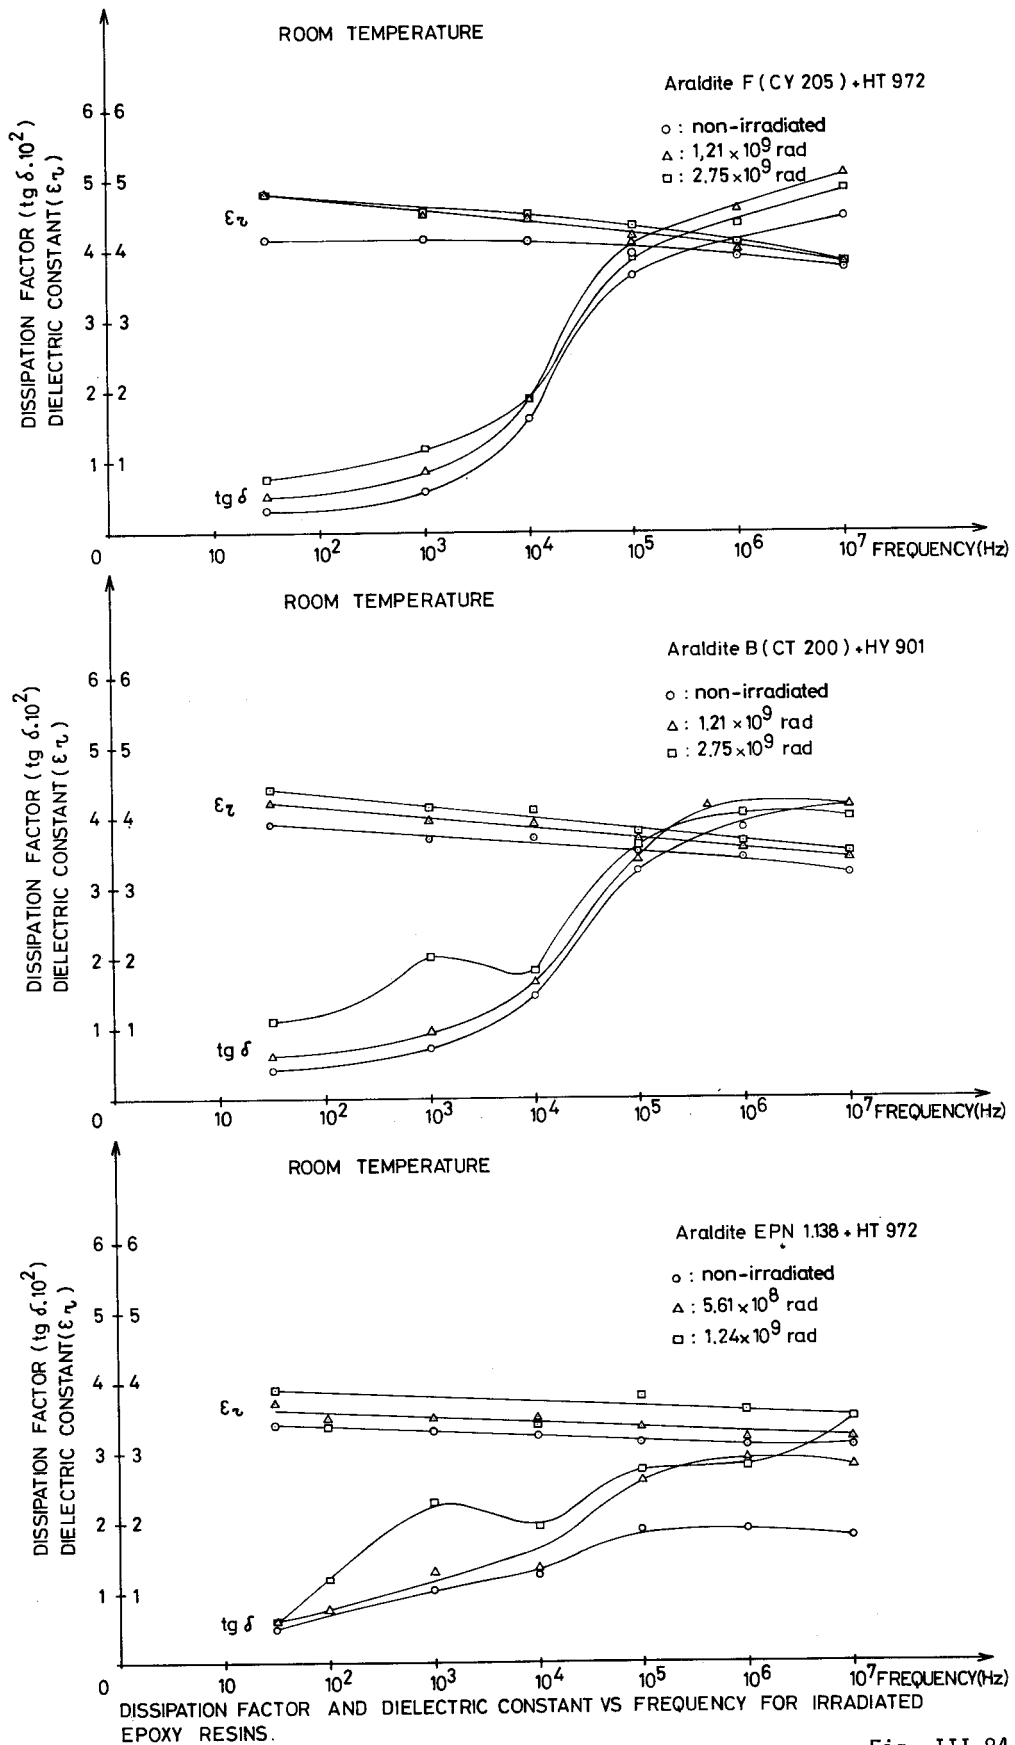 ROOM TEMPERATURE
Araldite F (CY 205) + HT 972
○ : non-irradiated
△ : 1,21 × 10⁹ rad
□ : 2.75 × 10⁹ rad
DISSIPATION FACTOR (tg δ.10²)
DIELECTRIC CONSTANT (εr)
6 6
5 5
εr
4 4
3 3
2 2
1 1
tg δ
0 10 10² 10³ 10⁴ 10⁵ 10⁶ 10⁷ FREQUENCY (Hz)
ROOM TEMPERATURE
Araldite B (CT 200) + HY 901
○ : non-irradiated
△ : 1.21 × 10⁹ rad
□ : 2.75 × 10⁹ rad
DISSIPATION FACTOR (tg δ.10²)
DIELECTRIC CONSTANT (εr)
6 6
5 5
εr
4 4
3 3
2 2
1 1
tg δ
0 10 10² 10³ 10⁴ 10⁵ 10⁶ 10⁷ FREQUENCY (Hz)
ROOM TEMPERATURE
Araldite EPN 1.138 + HT 972
○ : non-irradiated
△ : 5.61 × 10⁸ rad
□ : 1.24 × 10⁹ rad
DISSIPATION FACTOR (tg δ.10²)
DIELECTRIC CONSTANT (εr)
6 6
5 5
4 4
εr
3 3
2 2
1 1
tg δ
0 10 10² 10³ 10⁴ 10⁵ 10⁶ 10⁷ FREQUENCY (Hz)
DISSIPATION FACTOR AND DIELECTRIC CONSTANT VS FREQUENCY FOR IRRADIATED
EPOXY RESINS.